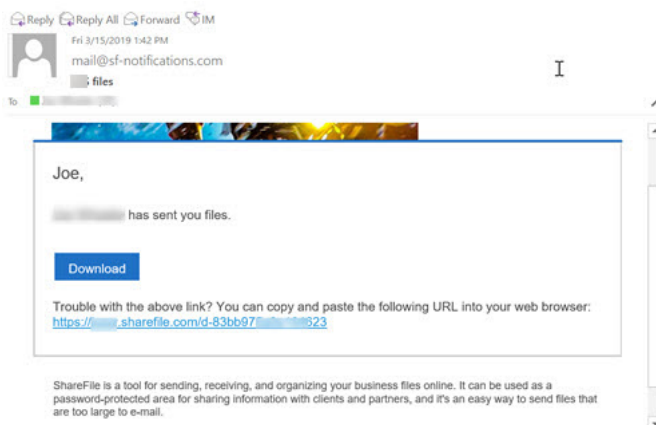 Reply Reply All Forward IM
Fri 3/15/2019 1:42 PM
mail@sf-notifications.com
files
To
Joe,
has sent you files.
Download
Trouble with the above link? You can copy and paste the following URL into your web browser:
https:// .sharefile.com/d-83bb97 623
ShareFile is a tool for sending, receiving, and organizing your business files online. It can be used as a
password-protected area for sharing information with clients and partners, and it's an easy way to send files that
are too large to e-mail.